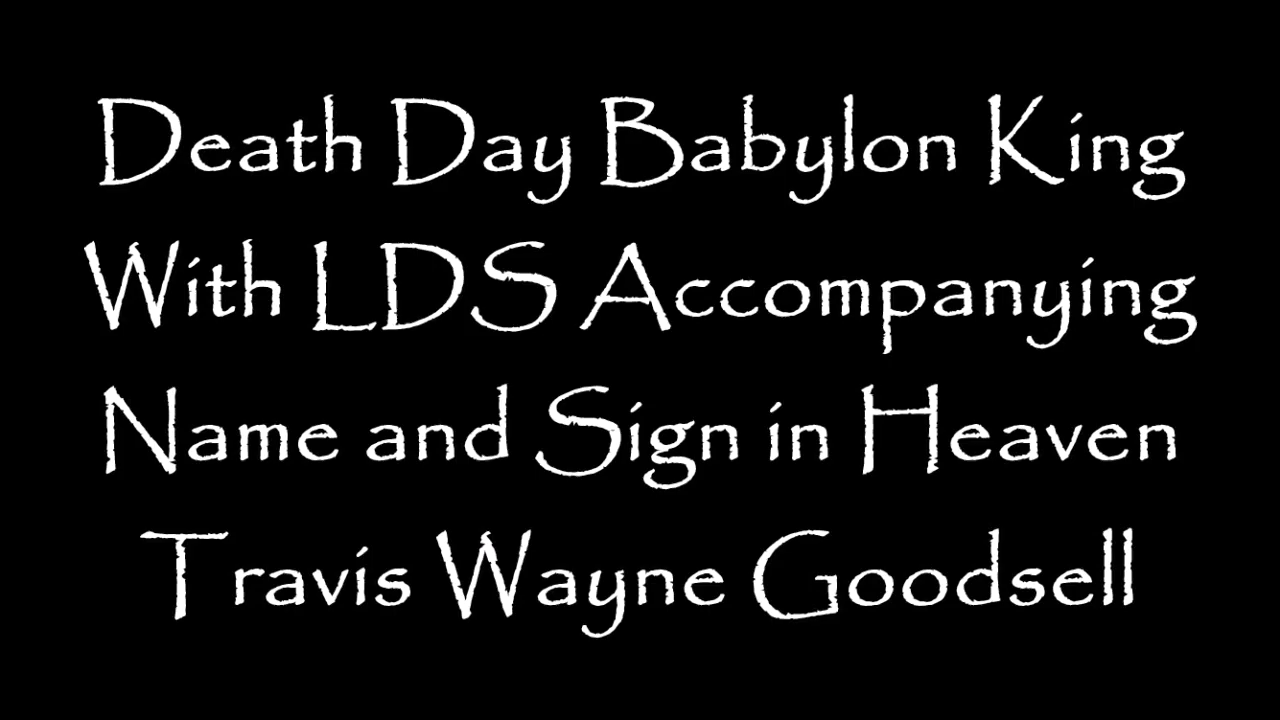 Death Day Babylon King
With LDS Accompanying
Name and Sign in Heaven
Travis Wayne Goodsell